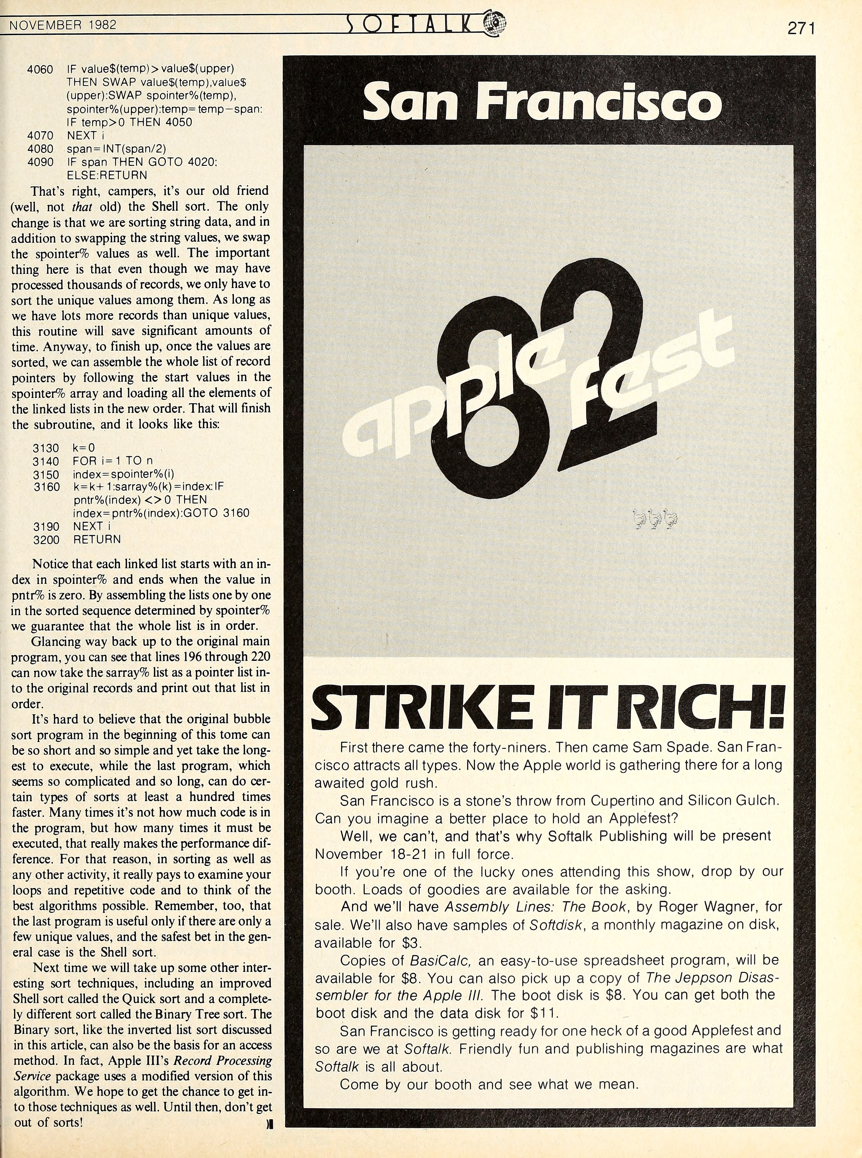 NOVEMBER 1982
SOFTALK
271
4060 IF value$(temp)>value$(upper)
THEN SWAP value$(temp),value$
(upper):SWAP spointer%(temp),
spointer%(upper):temp=temp-span:
IF temp>0 THEN 4050
4070 NEXT i
4080 span=INT(span/2)
4090 IF span THEN GOTO 4020:
ELSE:RETURN
That's right, campers, it's our old friend
(well, not that old) the Shell sort. The only
change is that we are sorting string data, and in
addition to swapping the string values, we swap
the spointer% values as well. The important
thing here is that even though we may have
processed thousands of records, we only have to
sort the unique values among them. As long as
we have lots more records than unique values,
this routine will save significant amounts of
time. Anyway, to finish up, once the values are
sorted, we can assemble the whole list of record
pointers by following the start values in the
spointer% array and loading all the elements of
the linked lists in the new order. That will finish
the subroutine, and it looks like this:
3130 k=0
3140 FOR i=1 TO n
3150 index=spointer%(i)
3160 k=k+1:sarray%(k)=index:IF
pntr%(index) <>0 THEN
index=pntr%(index):GOTO 3160
3190 NEXT i
3200 RETURN
Notice that each linked list starts with an in-
dex in spointer% and ends when the value in
pntr% is zero. By assembling the lists one by one
in the sorted sequence determined by spointer%
we guarantee that the whole list is in order.
Glancing way back up to the original main
program, you can see that lines 196 through 220
can now take the sarray% list as a pointer list in-
to the original records and print out that list in
order.
It's hard to believe that the original bubble
sort program in the beginning of this tome can
be so short and so simple and yet take the long-
est to execute, while the last program, which
seems so complicated and so long, can do cer-
tain types of sorts at least a hundred times
faster. Many times it's not how much code is in
the program, but how many times it must be
executed, that really makes the performance dif-
ference. For that reason, in sorting as well as
any other activity, it really pays to examine your
loops and repetitive code and to think of the
best algorithms possible. Remember, too, that
the last program is useful only if there are only a
few unique values, and the safest bet in the gen-
eral case is the Shell sort.
Next time we will take up some other inter-
esting sort techniques, including an improved
Shell sort called the Quick sort and a complete-
ly different sort called the Binary Tree sort. The
Binary sort, like the inverted list sort discussed
in this article, can also be the basis for an access
method. In fact, Apple III's Record Processing
Service package uses a modified version of this
algorithm. We hope to get the chance to get in-
to those techniques as well. Until then, don't get
out of sorts!
San Francisco
82
apple fest
STRIKE IT RICH!
First there came the forty-niners. Then came Sam Spade. San Fran-
cisco attracts all types. Now the Apple world is gathering there for a long
awaited gold rush.
San Francisco is a stone's throw from Cupertino and Silicon Gulch.
Can you imagine a better place to hold an Applefest?
Well, we can't, and that's why Softalk Publishing will be present
November 18-21 in full force.
If you're one of the lucky ones attending this show, drop by our
booth. Loads of goodies are available for the asking.
And we'll have Assembly Lines: The Book, by Roger Wagner, for
sale. We'll also have samples of Softdisk, a monthly magazine on disk,
available for $3.
Copies of BasiCalc, an easy-to-use spreadsheet program, will be
available for $8. You can also pick up a copy of The Jeppson Disas-
sembler for the Apple III. The boot disk is $8. You can get both the
boot disk and the data disk for $11.
San Francisco is getting ready for one heck of a good Applefest and
so are we at Softalk. Friendly fun and publishing magazines are what
Softalk is all about.
Come by our booth and see what we mean.